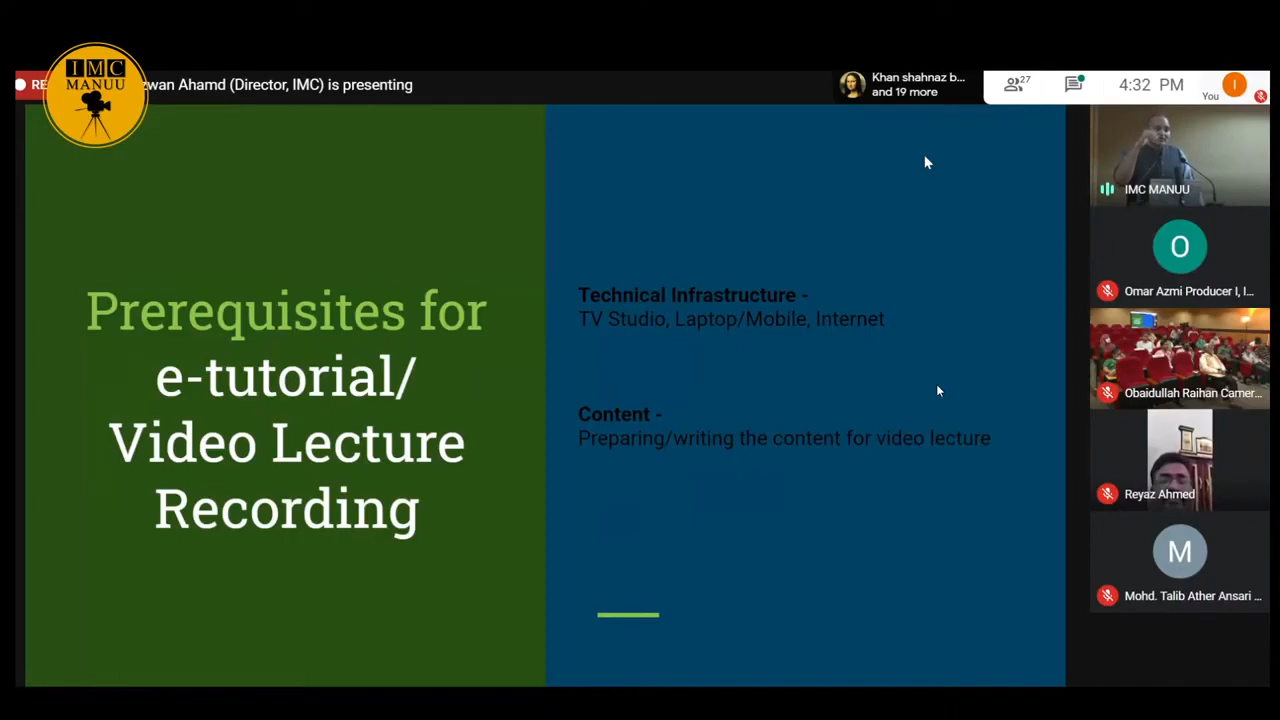 IMC
MANUU
RE
zwan Ahamd (Director, IMC) is presenting
Khan shahnaz b...
and 19 more
27
4:32 PM
You
I
Prerequisites for
e-tutorial/
Video Lecture
Recording
Technical Infrastructure -
TV Studio, Laptop/Mobile, Internet
Content -
Preparing/writing the content for video lecture
IMC MANUU
O
Omar Azmi Producer I, I...
Obaidullah Raihan Camer...
Reyaz Ahmed
M
Mohd. Talib Ather Ansari ...